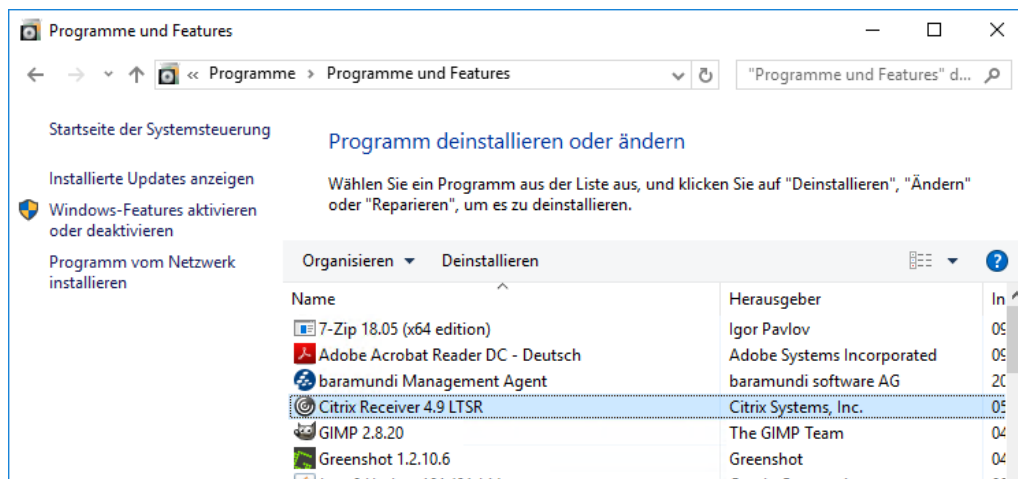 Programme und Features
« Programme > Programme und Features
"Programme und Features" d...
Startseite der Systemsteuerung
Installierte Updates anzeigen
Windows-Features aktivieren
oder deaktivieren
Programm vom Netzwerk
installieren
Programm deinstallieren oder ändern
Wählen Sie ein Programm aus der Liste aus, und klicken Sie auf "Deinstallieren", "Ändern"
oder "Reparieren", um es zu deinstallieren.
Organisieren Deinstallieren
Name Herausgeber In
7-Zip 18.05 (x64 edition) Igor Pavlov 09
Adobe Acrobat Reader DC - Deutsch Adobe Systems Incorporated 09
baramundi Management Agent baramundi software AG 20
Citrix Receiver 4.9 LTSR Citrix Systems, Inc. 05
GIMP 2.8.20 The GIMP Team 04
Greenshot 1.2.10.6 Greenshot 04